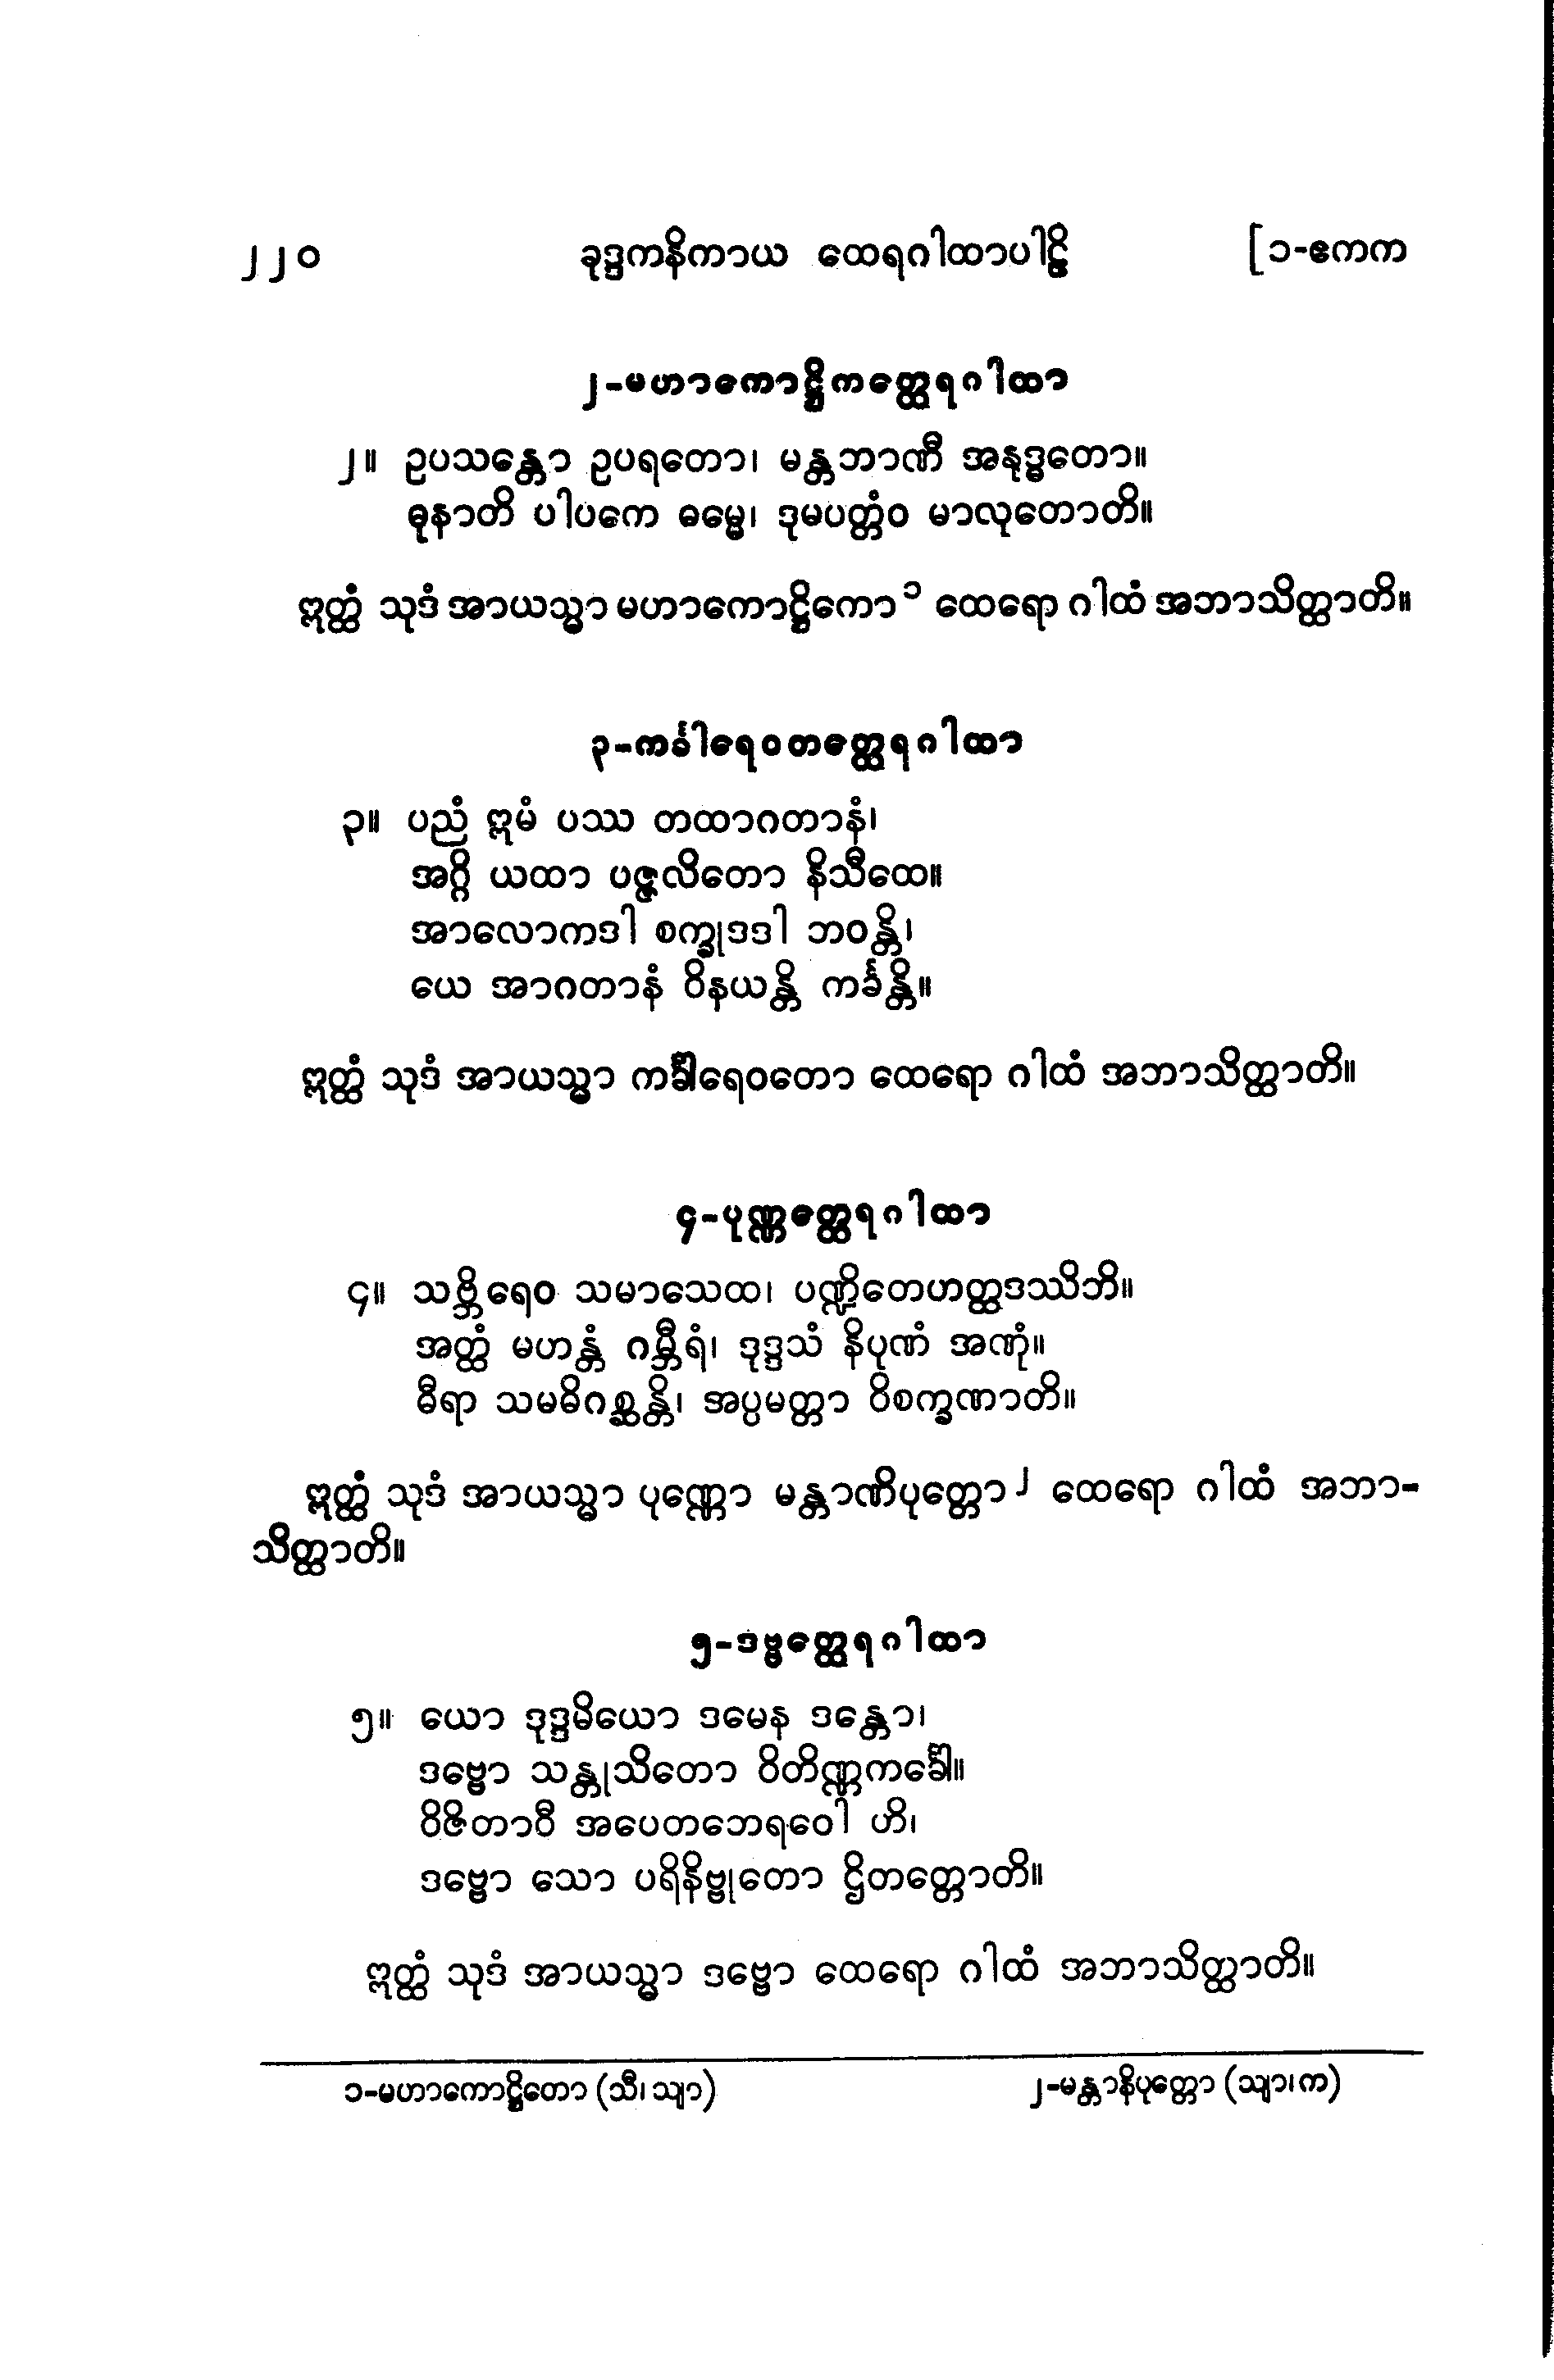 ၂၂၀ ခုဒ္ဒကနိကာယ ထေရဂါထာပါဠိ [၁-ဧကက
၂-မဟာကောဋ္ဌိကတ္ထေရဂါထာ
၂။ ဥပသန္တော ဥပရတော၊ မန္တဘာဏီ အနုဒ္ဓတော။
ဓုနာတိ ပါပကေ ဓမ္မေ၊ ဒုမပတ္တံဝ မာလုတောတိ။
ဣတ္ထံ သုဒံ အာယသ္မာ မဟာကောဋ္ဌိကော ၁ ထေရော ဂါထံ အဘာသိတ္ထာတိ။
၃-ကင်္ခါရေဝတတ္ထေရဂါထာ
၃။ ပညံ ဣမံ ပဿ တထာဂတာနံ၊
အဂ္ဂိ ယထာ ပဇ္ဇလိတော နိသီထေ။
အာလောကဒါ စက္ခုဒဒါ ဘဝန္တိ၊
ယေ အာဂတာနံ ဝိနယန္တိ ကင်္ခန္တိ။
ဣတ္ထံ သုဒံ အာယသ္မာ ကင်္ခါရေဝတော ထေရော ဂါထံ အဘာသိတ္ထာတိ။
၄-ပုဏ္ဏတ္ထေရဂါထာ
၄။ သဗ္ဘိရေဝ သမာသေထ၊ ပဏ္ဍိတေဟတ္ထဒဿိဘိ။
အတ္ထံ မဟန္တံ ဂမ္ဘီရံ၊ ဒုဒ္ဒသံ နိပုဏံ အဏုံ။
ဓီရာ သမဓိဂစ္ဆန္တိ၊ အပ္ပမတ္တာ ဝိစက္ခဏာတိ။
ဣတ္ထံ သုဒံ အာယသ္မာ ပုဏ္ဏော မန္တာဏိပုတ္တော ၂ ထေရော ဂါထံ အဘာ-
သိတ္ထာတိ။
၅-ဒဗ္ဗတ္ထေရဂါထာ
၅။ ယော ဒုဒ္ဒမိယော ဒမေန ဒန္တော၊
ဒဗ္ဗော သန္တုသိတော ဝိတိဏ္ဏကင်္ခေါ။
ဝိဇိတာဝီ အပေတဘေရဝေါ ဟိ၊
ဒဗ္ဗော သော ပရိနိဗ္ဗုတော ဌိတတ္တောတိ။
ဣတ္ထံ သုဒံ အာယသ္မာ ဒဗ္ဗော ထေရော ဂါထံ အဘာသိတ္ထာတိ။
၁-မဟာကောဋ္ဌိတော (သီ၊ သျာ) ၂-မန္တာနိပုတ္တော (သျာ၊ က)